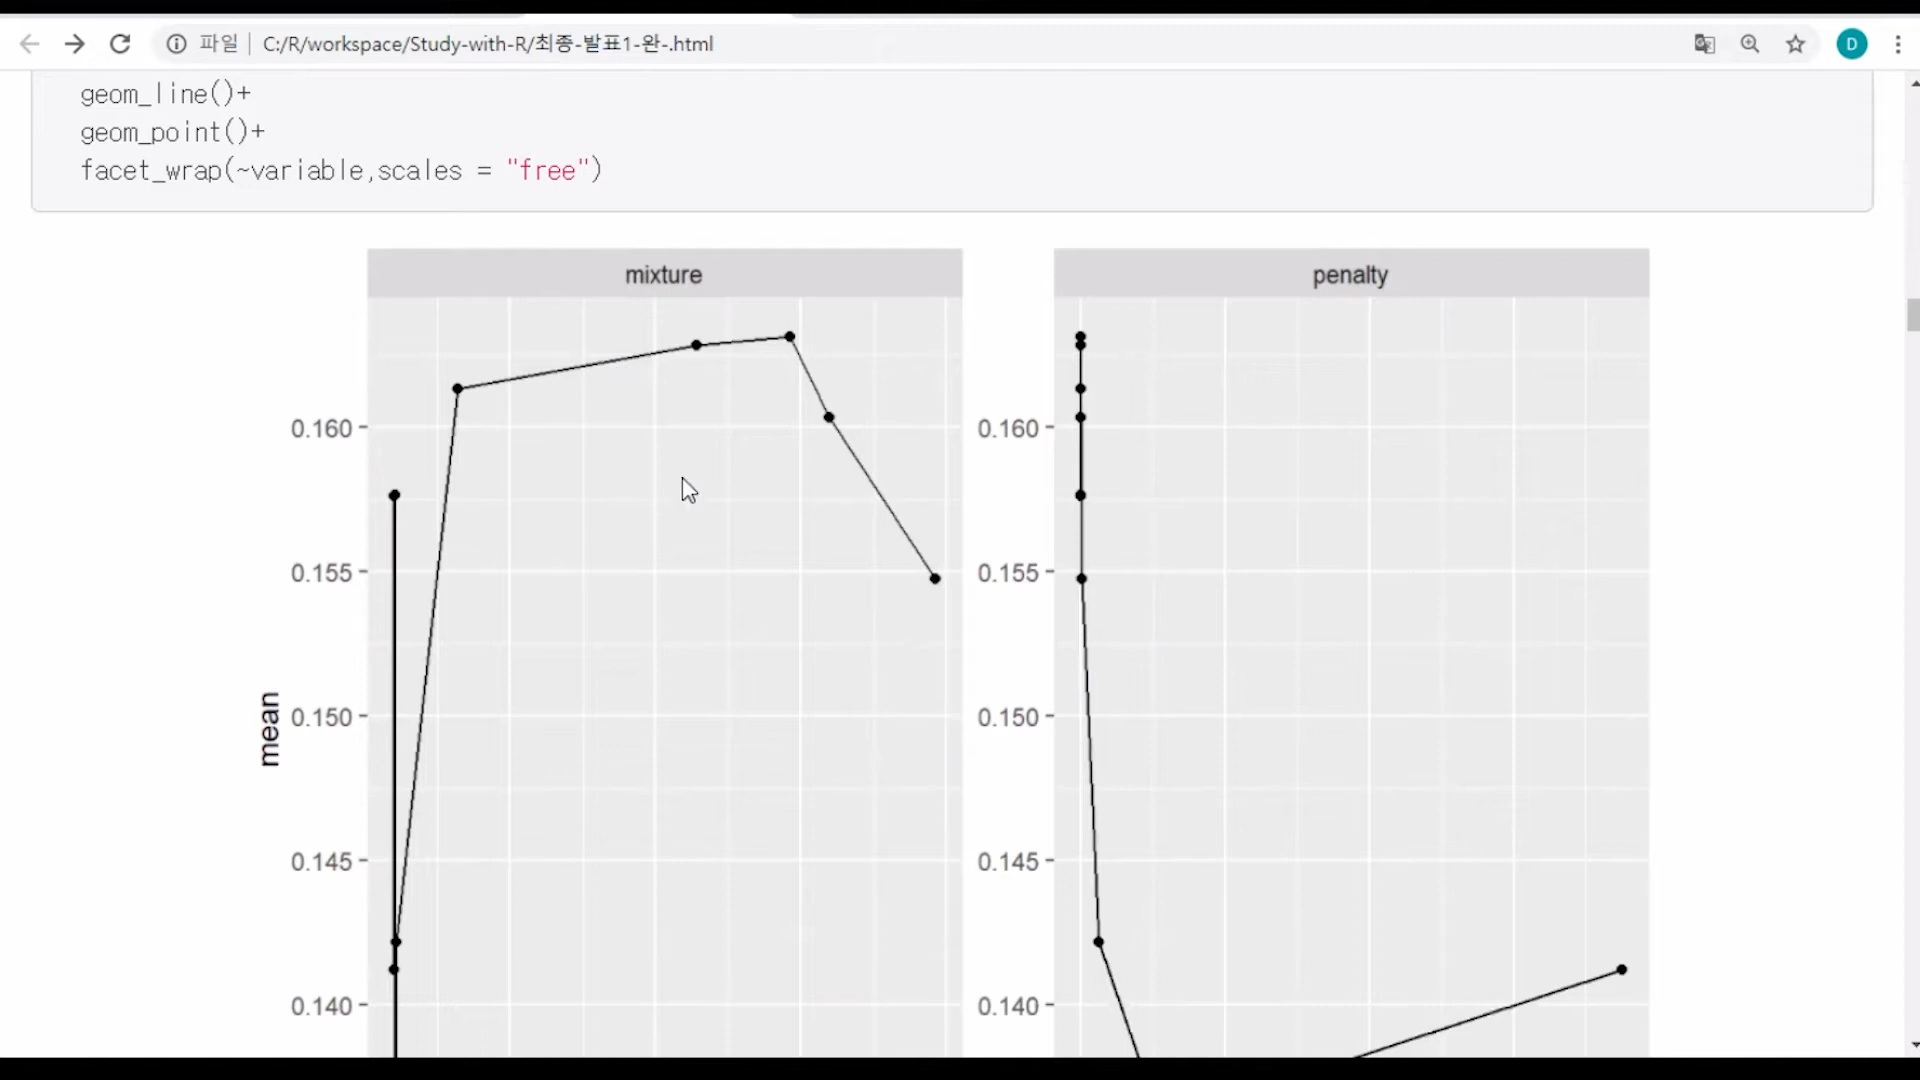 파일 C:/R/workspace/Study-with-R/최종-발표1-완-.html
D
geom_line()+
geom_point()+
facet_wrap(~variable,scales = "free")
mixture
penalty
0.160
0.155
0.150
0.145
0.140
mean
0.160
0.155
0.150
0.145
0.140